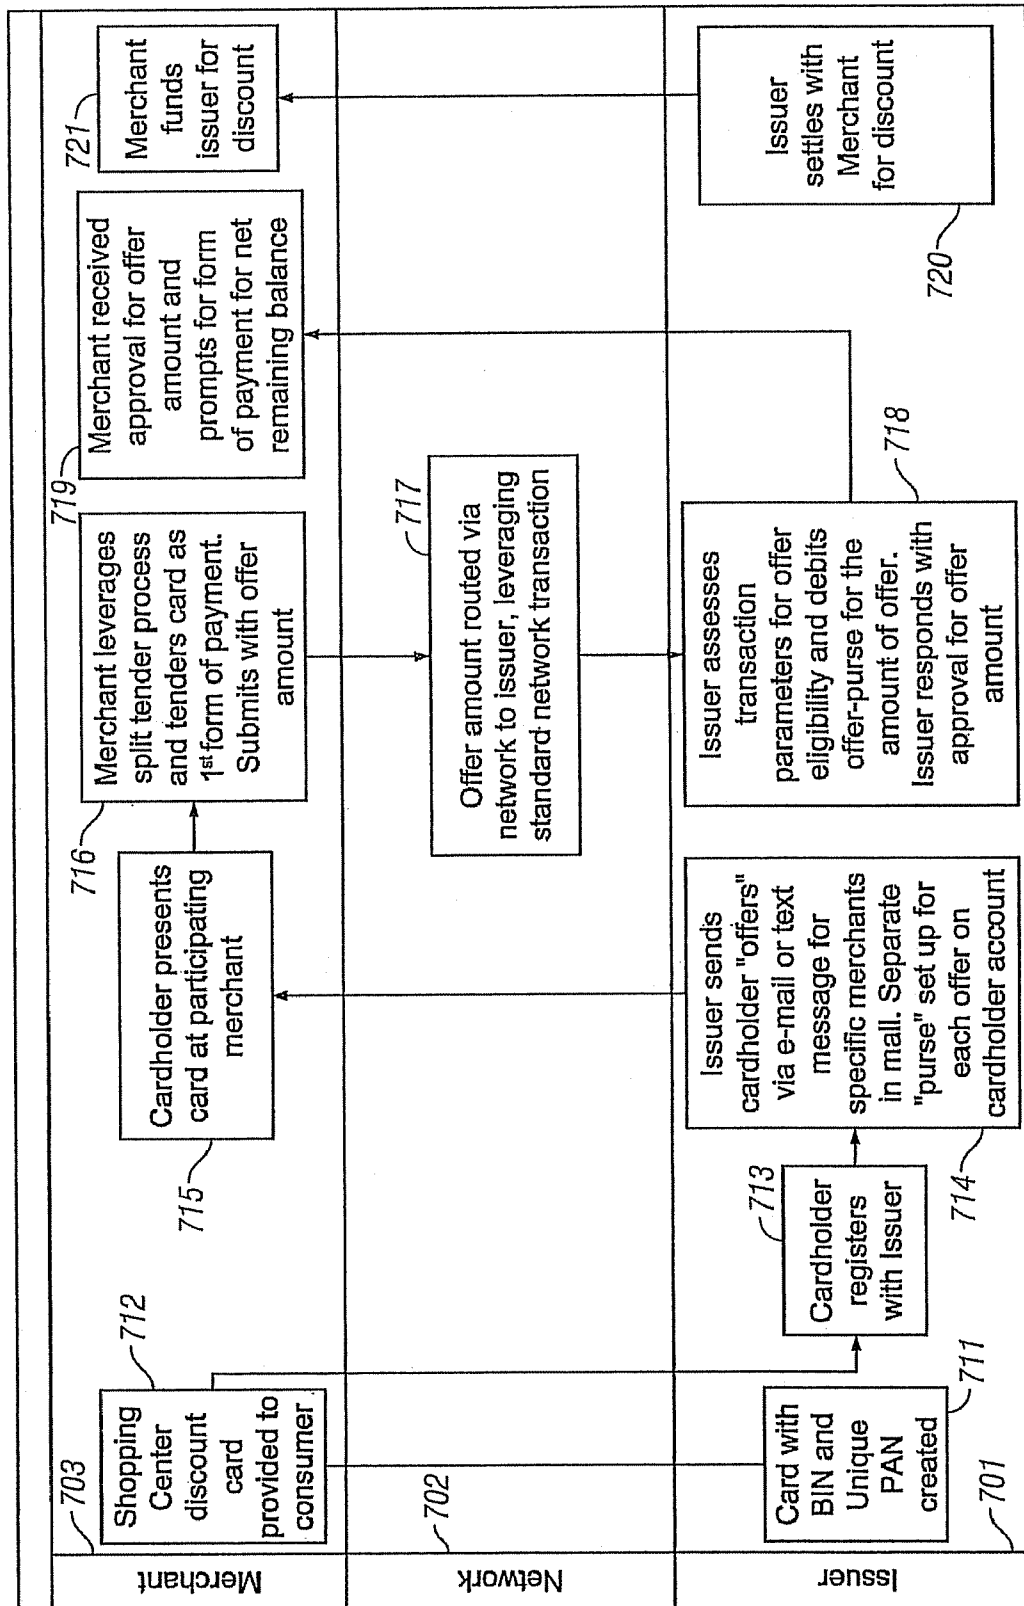 Merchant
703
Shopping
Center
discount
card
provided to
consumer
712
Cardholder presents
card at participating
merchant
715
Merchant leverages
split tender process
and tenders card as
1st form of payment.
Submits with offer
amount
716
Merchant received
approval for offer
amount and
prompts for form
of payment for net
remaining balance
719
Merchant
funds
issuer for
discount
721
Network
702
Offer amount routed via
network to issuer, leveraging
standard network transaction
717
Issuer
701
Card with
BIN and
Unique
PAN
created
711
Cardholder
registers
with Issuer
713
Issuer sends
cardholder "offers"
via e-mail or text
message for
specific merchants
in mall. Separate
"purse" set up for
each offer on
cardholder account
714
Issuer assesses
transaction
parameters for offer
eligibility and debits
offer-purse for the
amount of offer.
Issuer responds with
approval for offer
amount
718
Issuer
settles with
Merchant
for discount
720